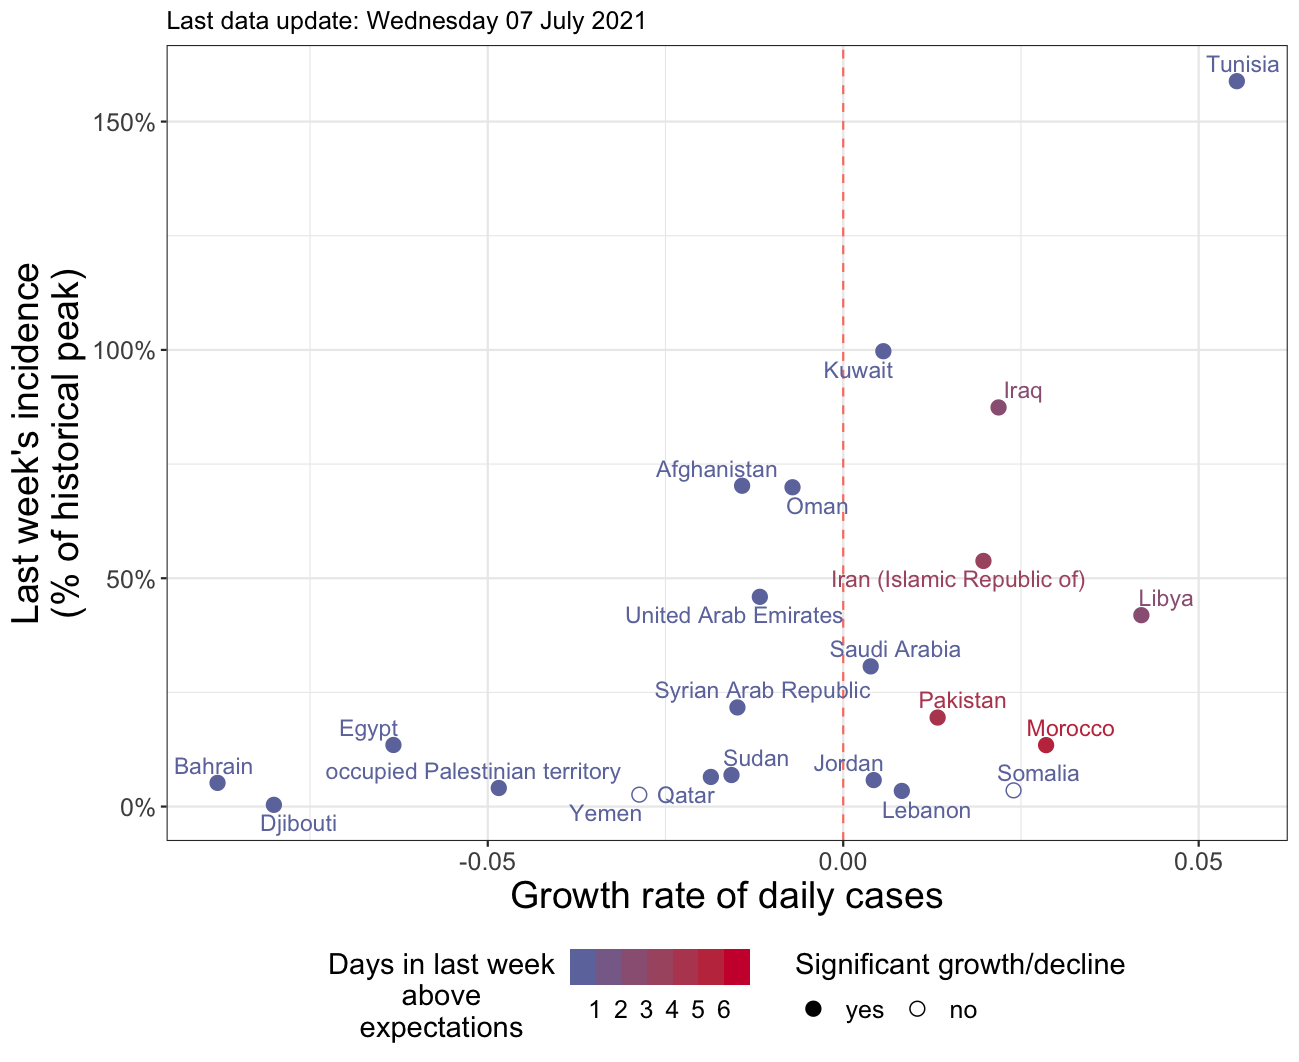 Last data update: Wednesday 07 July 2021
Tunisia
150%
100%
Kuwait
Iraq
Afghanistan
Oman
50%
Iran (Islamic Republic of)
Libya
United Arab Emirates
Saudi Arabia
Syrian Arab Republic
Pakistan
Egypt
Morocco
Bahrain
occupied Palestinian territory
Sudan
Jordan
Somalia
0%
Djibouti
Yemen
Qatar
Lebanon
Last week's incidence
(% of historical peak)
-0.05
0.00
0.05
Growth rate of daily cases
Days in last week
above
expectations
1 2 3 4 5 6
Significant growth/decline
yes no